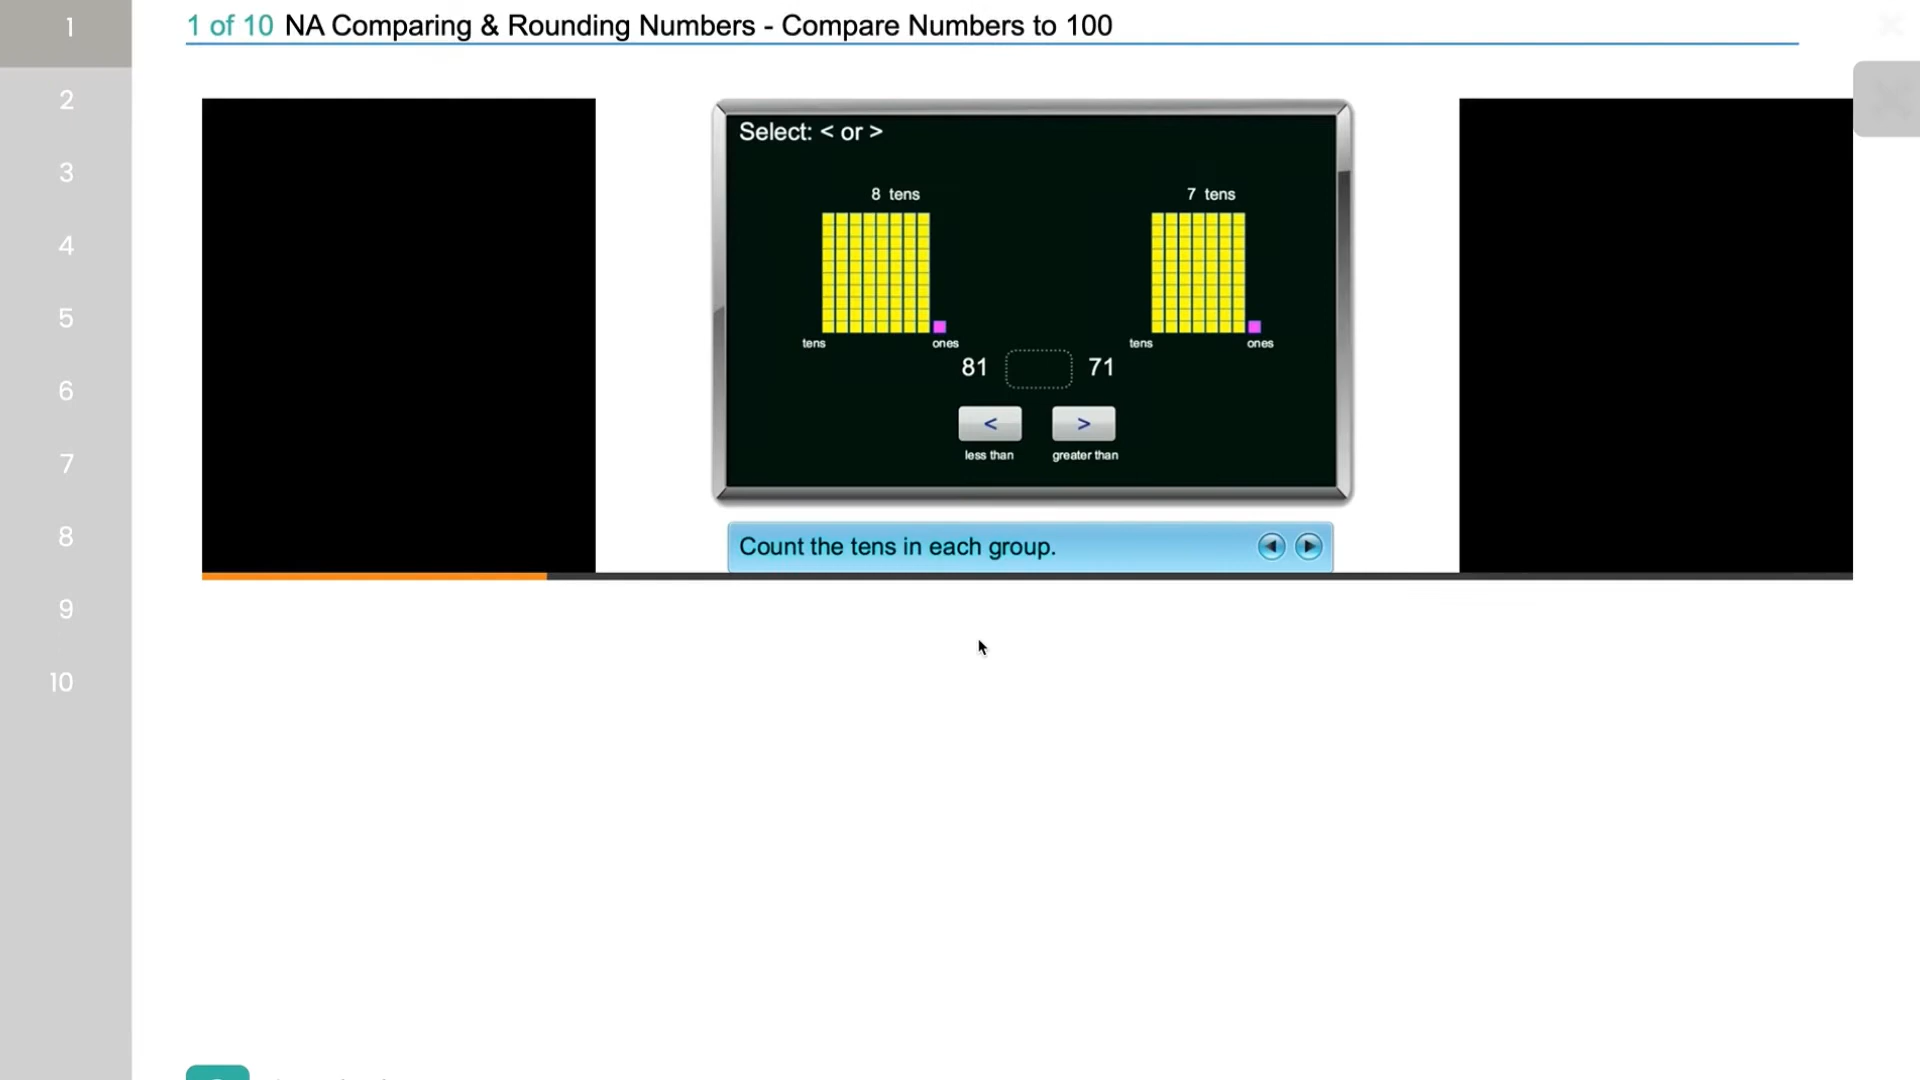 1
1 of 10 NA Comparing & Rounding Numbers - Compare Numbers to 100
2
3
4
5
6
7
8
9
10
Select: < or >
8 tens
7 tens
tens
ones
tens
ones
81
71
<
>
less than
greater than
Count the tens in each group.